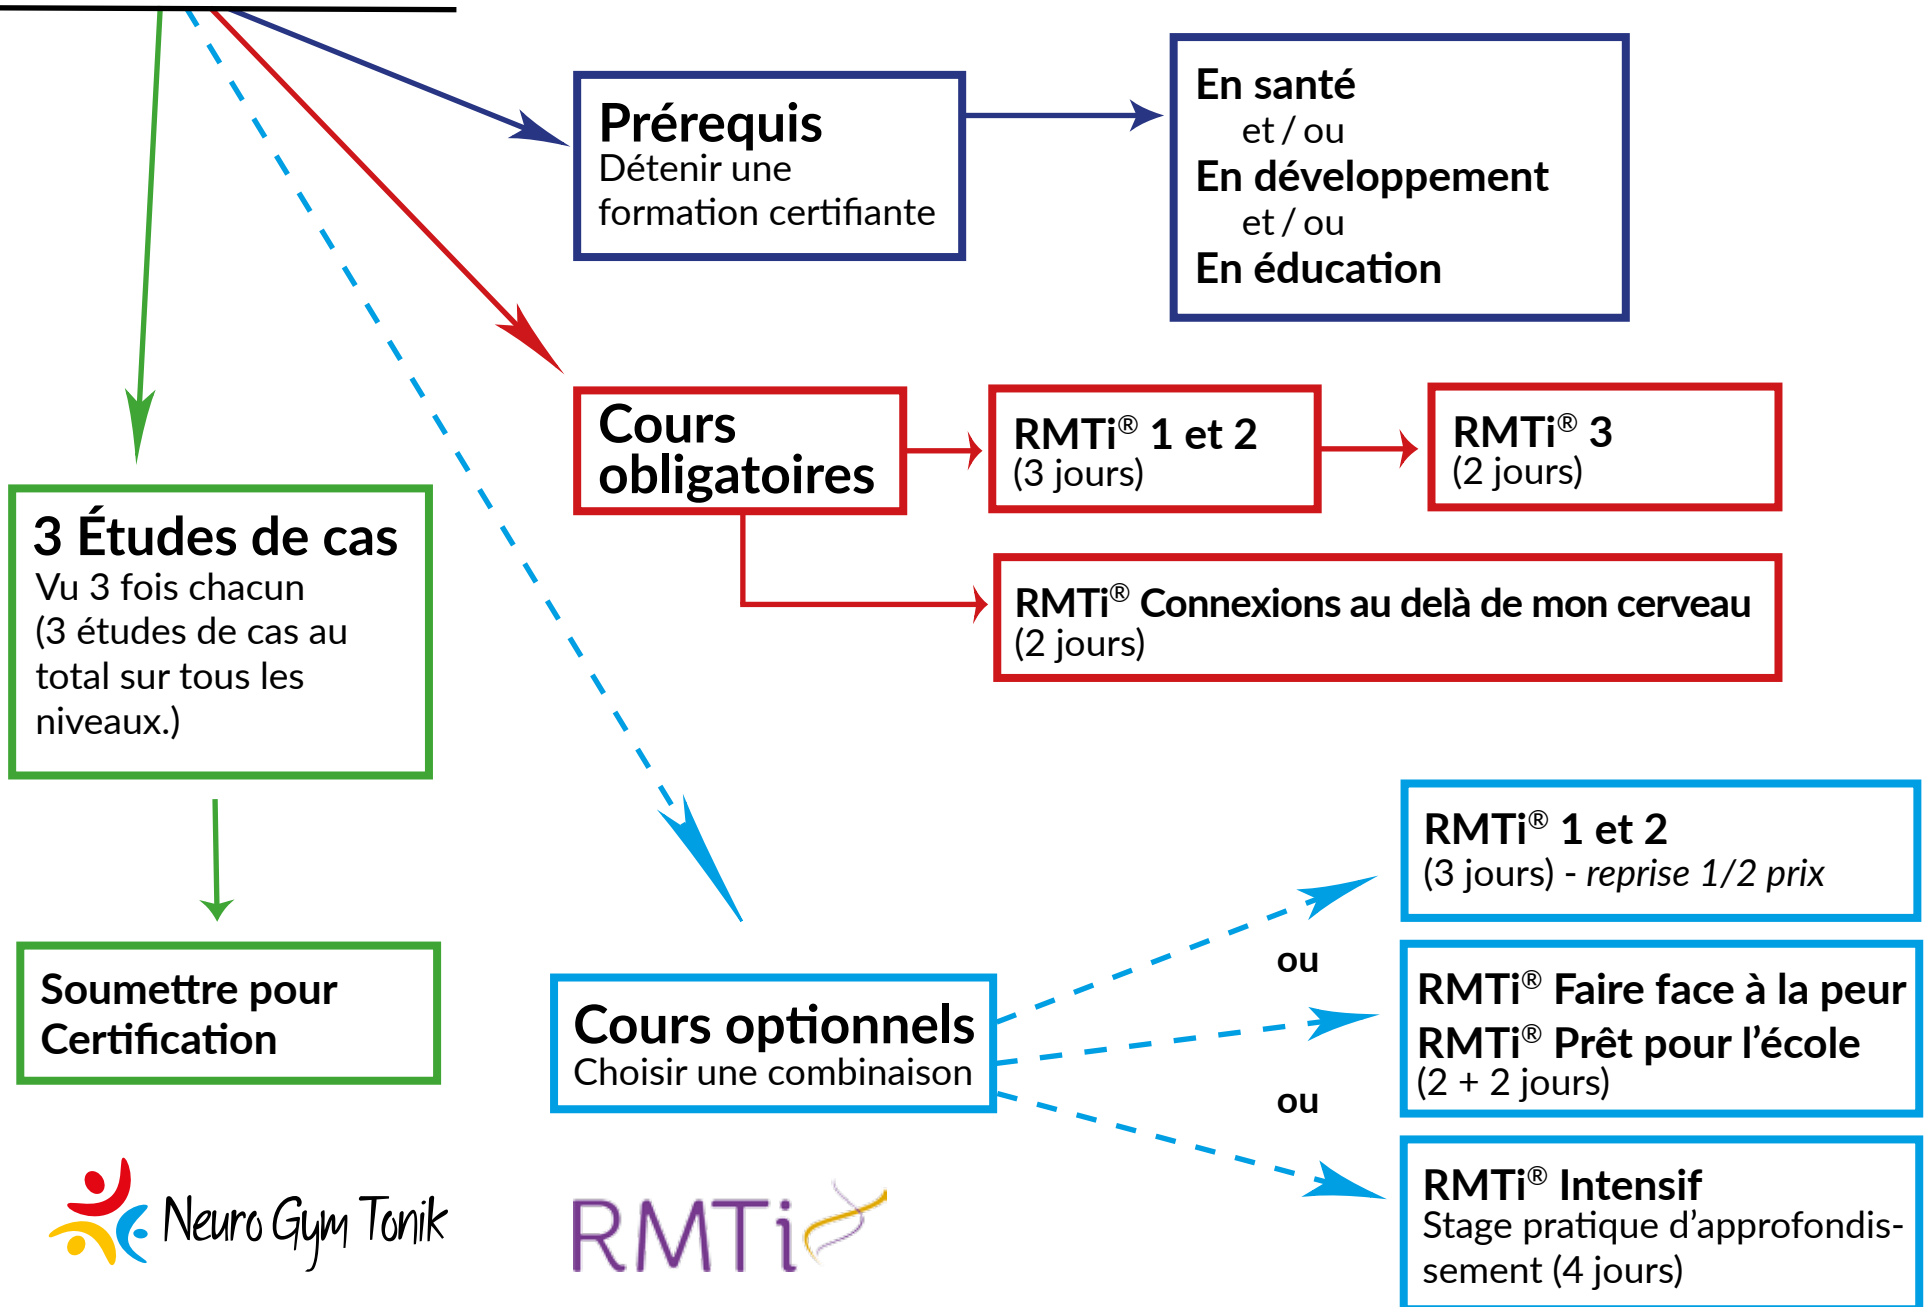 Prérequis
Détenir une
formation certifiante
En santé
et / ou
En développement
et / ou
En éducation
Cours
obligatoires
RMTi® 1 et 2
(3 jours)
RMTi® 3
(2 jours)
RMTi® Connexions au delà de mon cerveau
(2 jours)
3 Études de cas
Vu 3 fois chacun
(3 études de cas au
total sur tous les
niveaux.)
Soumettre pour
Certification
Cours optionnels
Choisir une combinaison
RMTi® 1 et 2
(3 jours) - reprise 1/2 prix
ou
RMTi® Faire face à la peur
RMTi® Prêt pour l’école
(2 + 2 jours)
ou
RMTi® Intensif
Stage pratique d’approfondis-
sement (4 jours)
Neuro Gym Tonik
RMTi